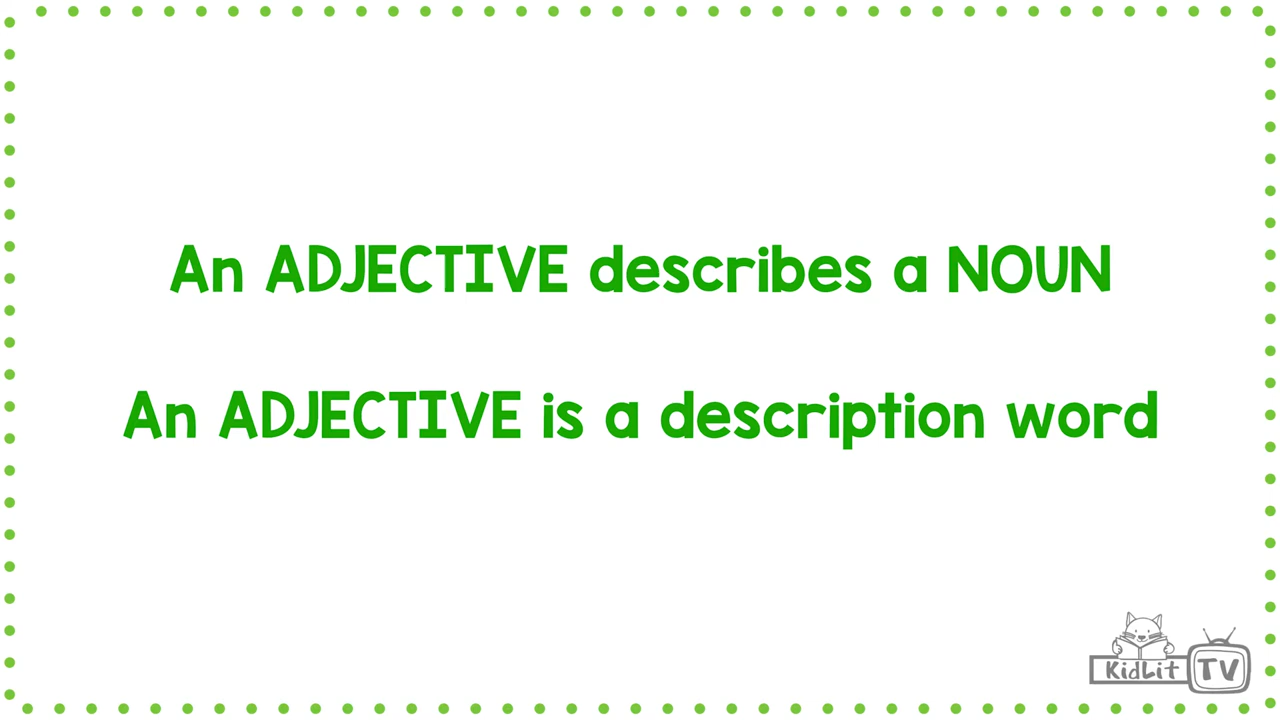 An ADJECTIVE describes a NOUN
An ADJECTIVE is a description word
KidLit TV